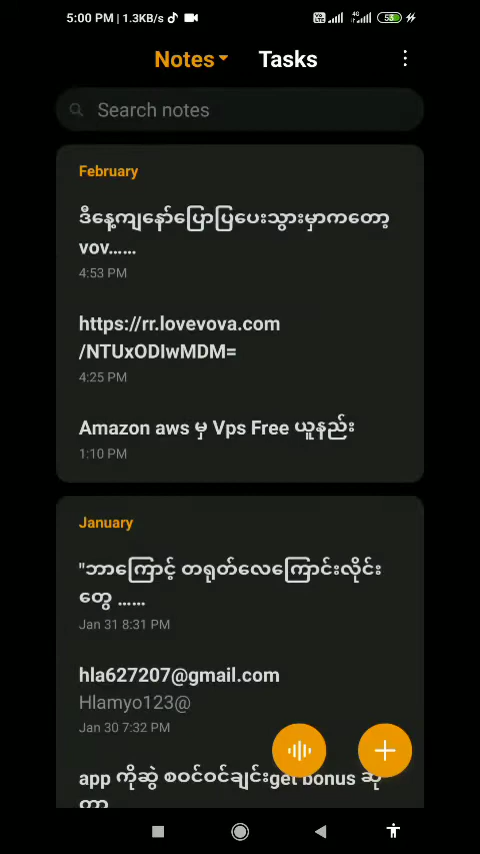 5:00 PM | 1.3KB/s
4G
53
Notes
Tasks
Search notes
February
ဒီနေ့ကျနော်ပြောပြပေးသွားမှာကတော့
vov......
4:53 PM
https://rr.lovevova.com
/NTUxODIwMDM=
4:25 PM
Amazon aws မှ Vps Free ယူနည်း
1:10 PM
January
"ဘာကြောင့် တရုတ်လေကြောင်းလိုင်း
တွေ ......
Jan 31 8:31 PM
hla627207@gmail.com
Hlamyo123@
Jan 30 7:32 PM
app ကိုဆွဲ စဝင်ဝင်ချင်းget bonus ဆို